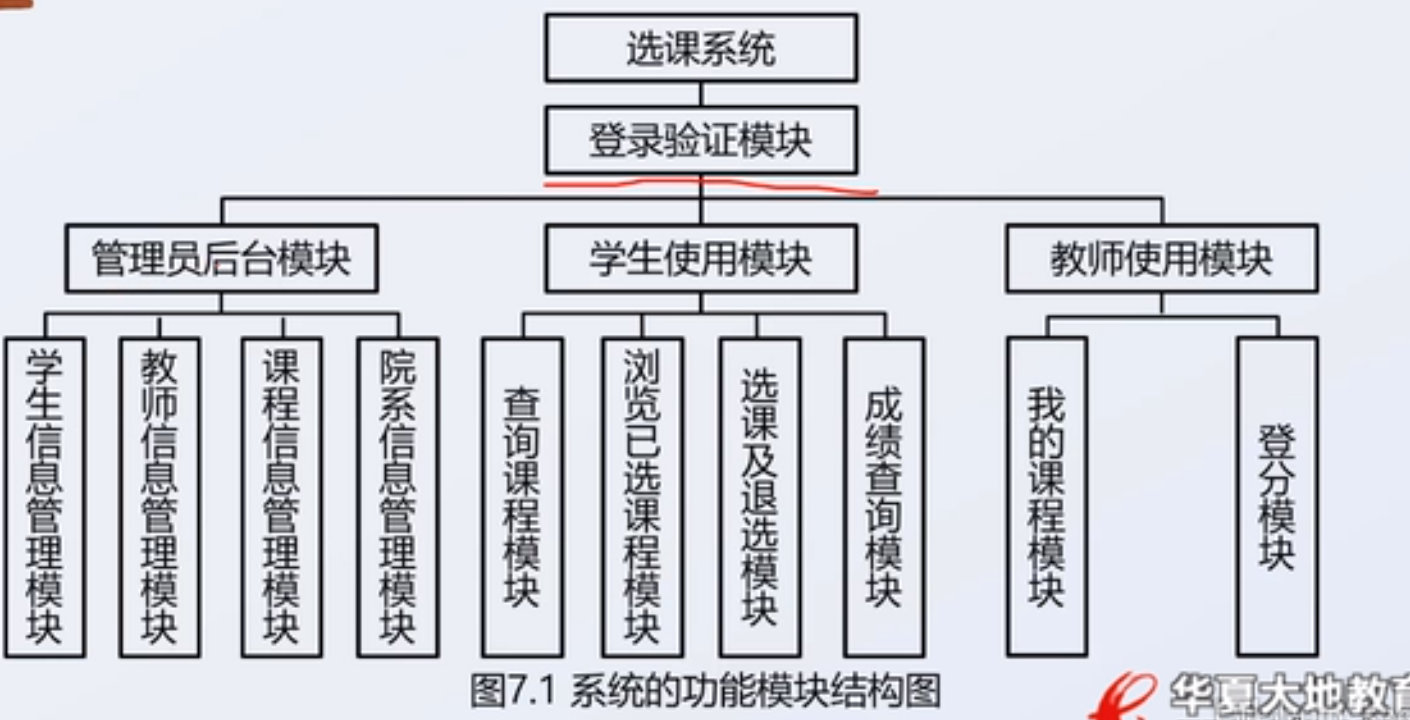 选课系统
登录验证模块
管理员后台模块
学生使用模块
教师使用模块
学生信息管理模块
教师信息管理模块
课程信息管理模块
院系信息管理模块
查询课程模块
浏览已选课程模块
选课及退选模块
成绩查询模块
我的课程模块
登分模块
图7.1 系统的功能模块结构图
华夏大地教育